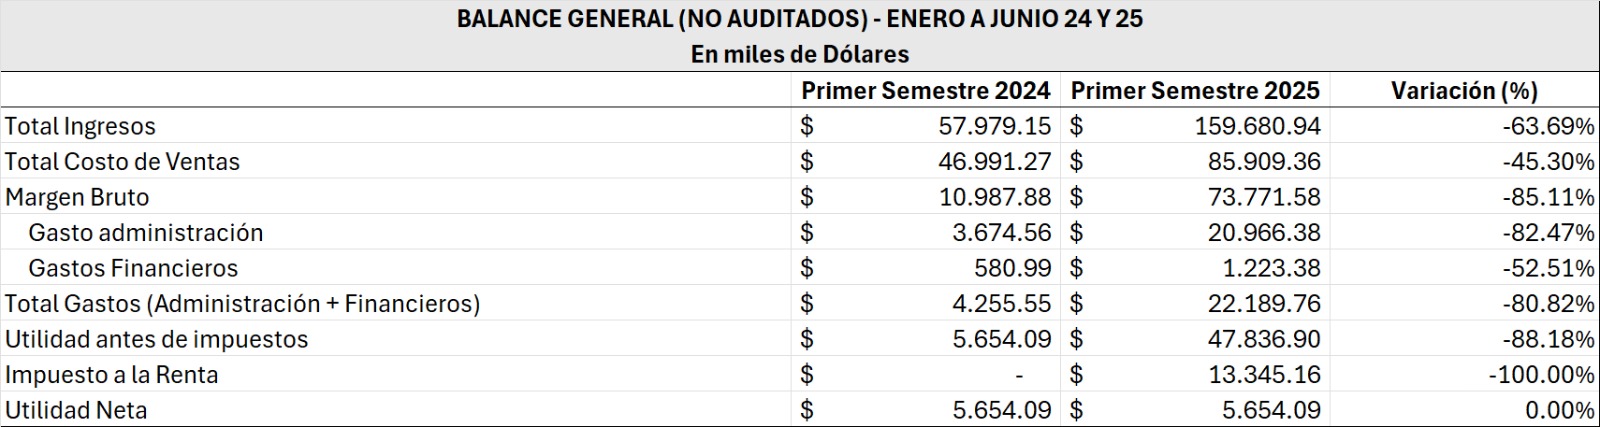 BALANCE GENERAL (NO AUDITADOS) - ENERO A JUNIO 24 Y 25
En miles de Dólares
Primer Semestre 2024 Primer Semestre 2025 Variación (%)
Total Ingresos $ 57.979.15 $ 159.680.94 -63.69%
Total Costo de Ventas $ 46.991.27 $ 85.909.36 -45.30%
Margen Bruto $ 10.987.88 $ 73.771.58 -85.11%
Gasto administración $ 3.674.56 $ 20.966.38 -82.47%
Gastos Financieros $ 580.99 $ 1.223.38 -52.51%
Total Gastos (Administración + Financieros) $ 4.255.55 $ 22.189.76 -80.82%
Utilidad antes de impuestos $ 5.654.09 $ 47.836.90 -88.18%
Impuesto a la Renta $ - $ 13.345.16 -100.00%
Utilidad Neta $ 5.654.09 $ 5.654.09 0.00%